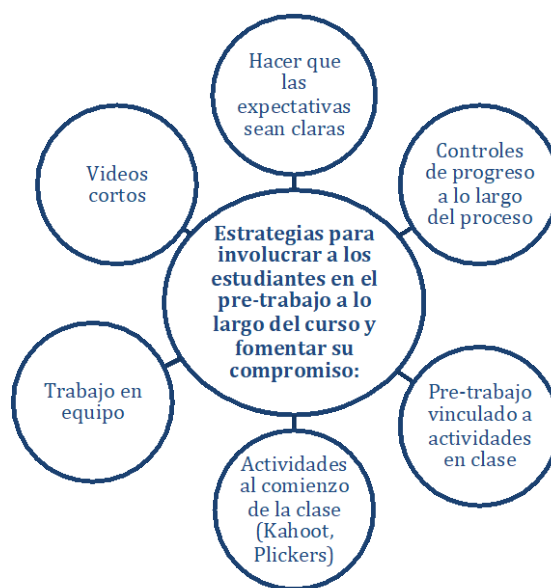 Hacer que
las
expectativas
sean claras
Controles
de progreso
a lo largo
del proceso
Pre-trabajo
vinculado a
actividades
en clase
Actividades
al comienzo
de la clase
(Kahoot,
Plickers)
Trabajo en
equipo
Videos
cortos
Estrategias para
involucrar a los
estudiantes en el
pre-trabajo a lo
largo del curso y
fomentar su
compromiso: